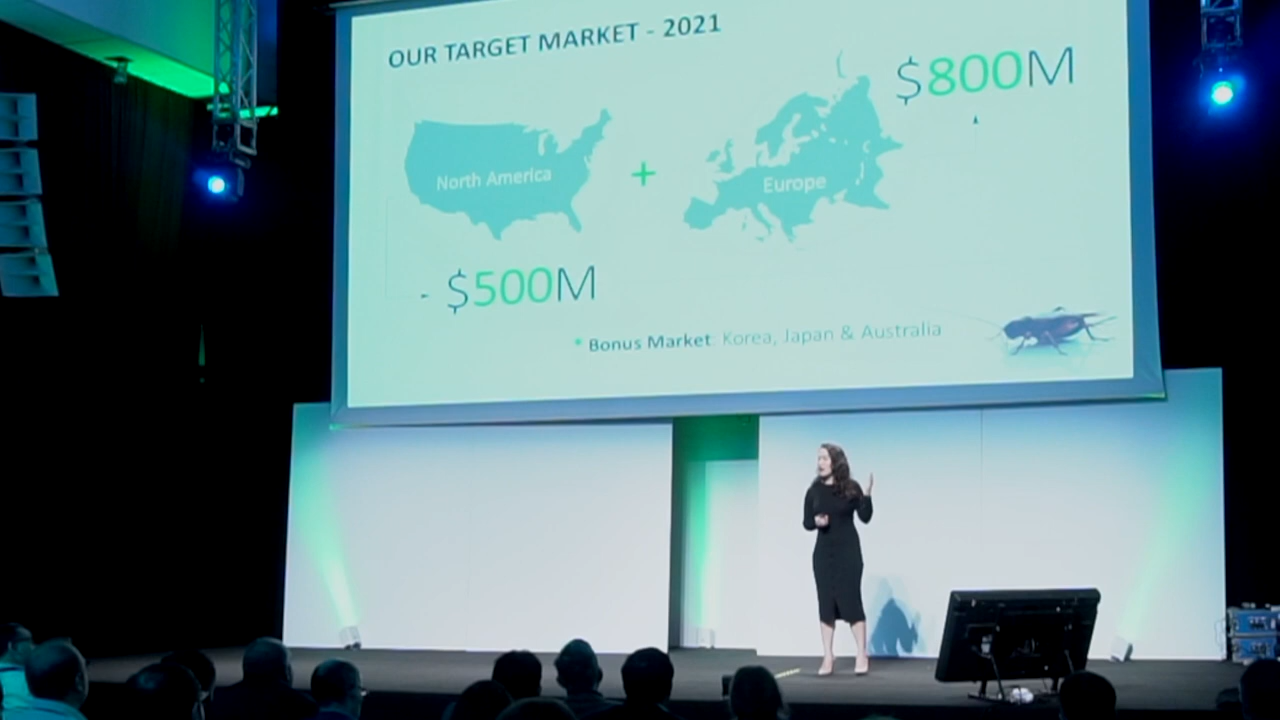 OUR TARGET MARKET - 2021
$800M
North America
+
Europe
$500M
* Bonus Market: Korea, Japan & Australia